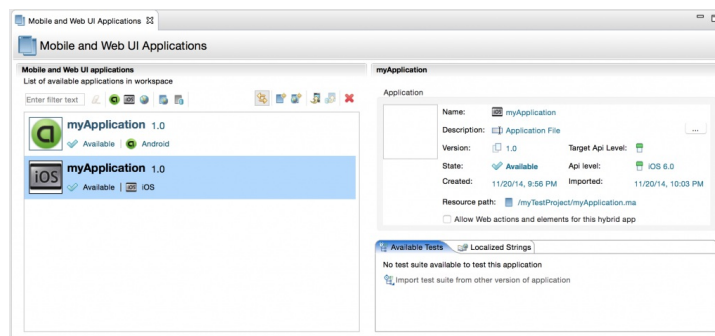 Mobile and Web UI Applications
Mobile and Web UI Applications
Mobile and Web UI applications
List of available applications in workspace
Enter filter text
iOS
myApplication 1.0
Available | Android
iOS
myApplication 1.0
Available | iOS iOS
myApplication
Application
Name: iOS myApplication
Description: Application File ...
Version: 1.0 Target Api Level:
State: Available Api level: iOS 6.0
Created: 11/20/14, 9:56 PM Imported: 11/20/14, 10:03 PM
Resource path: /myTestProject/myApplication.ma
Allow Web actions and elements for this hybrid app
Available Tests Localized Strings
No test suite available to test this application
Import test suite from other version of application